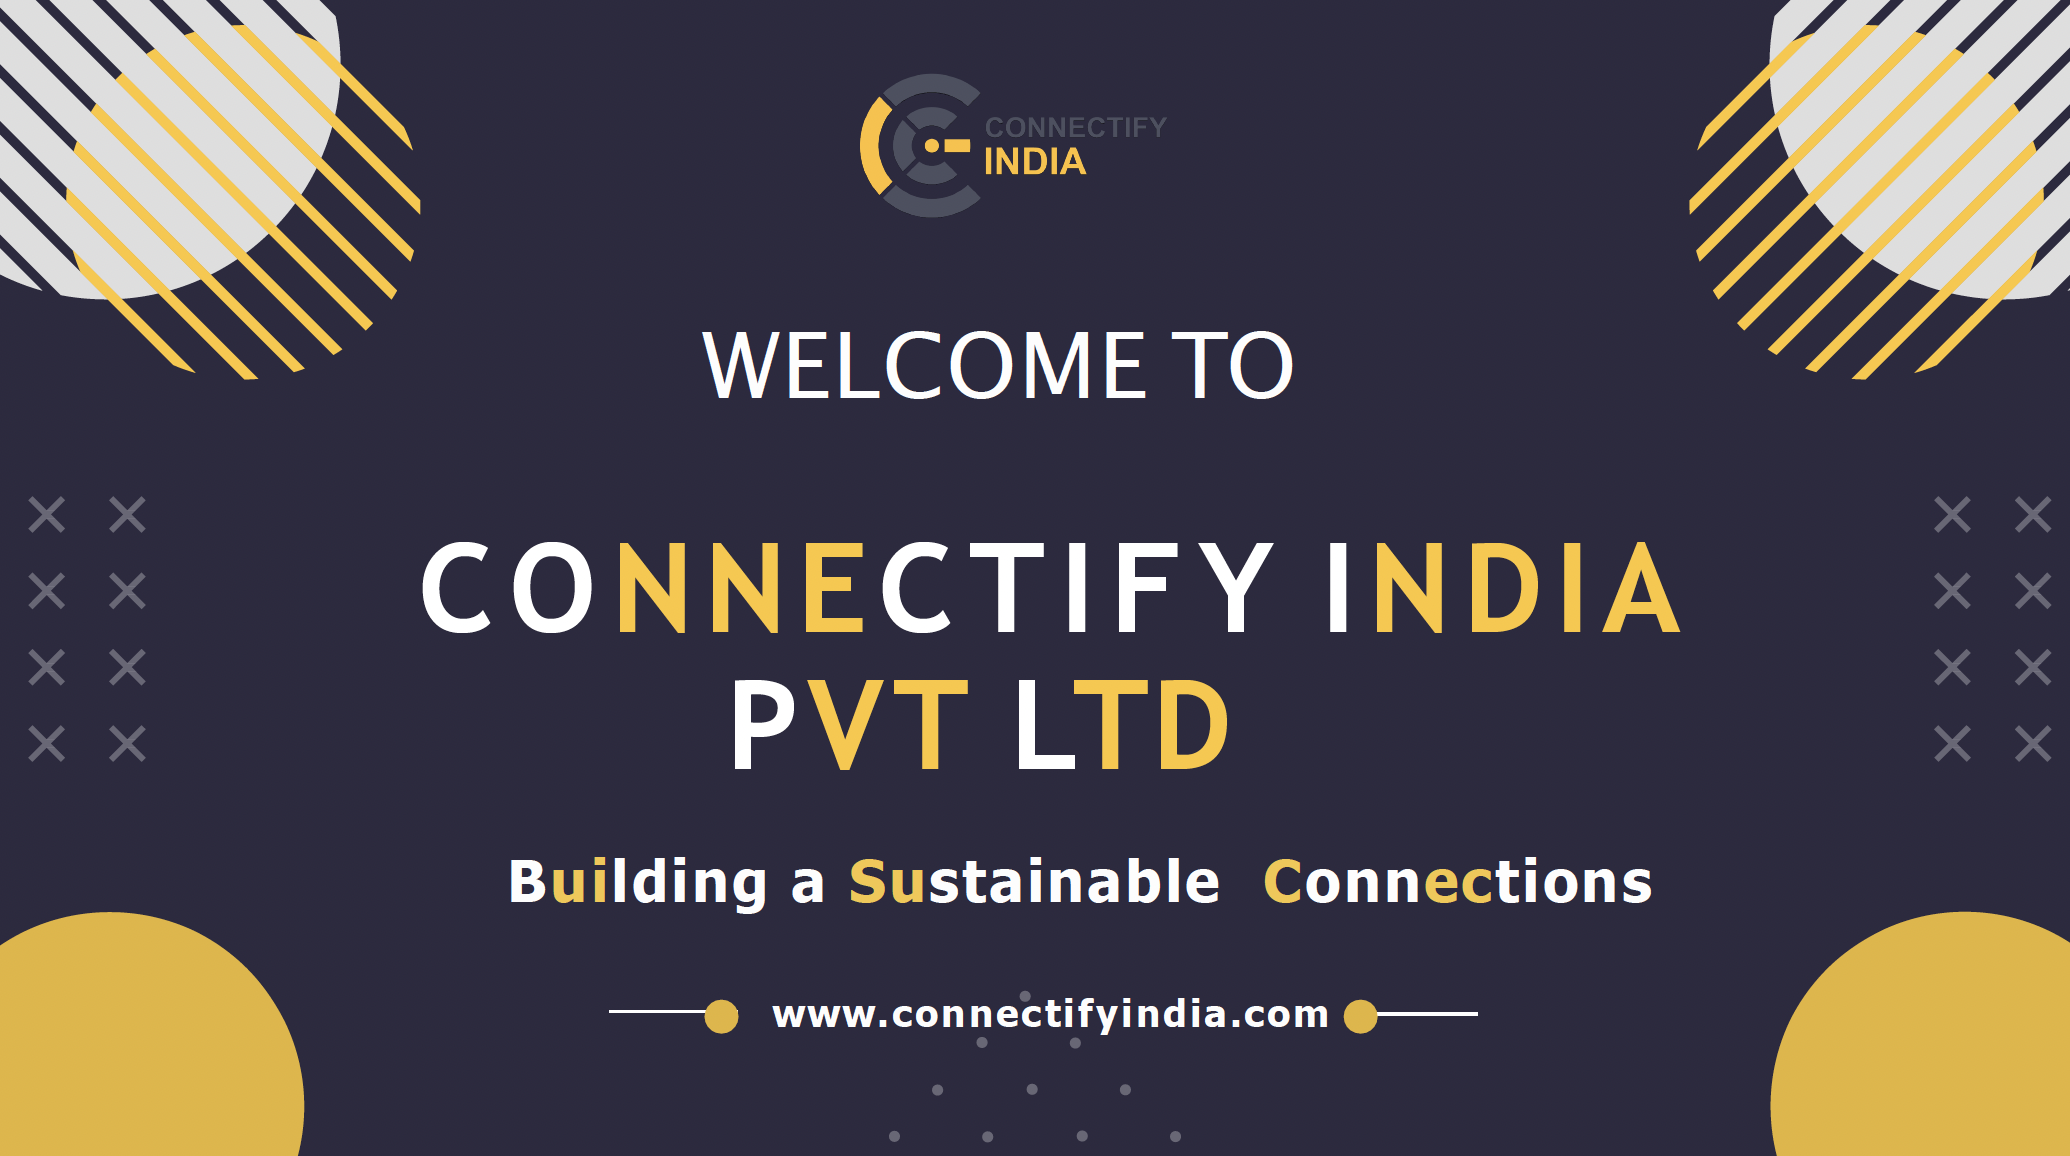 CONNECTIFY
INDIA
WELCOME TO
CONNECTIFY INDIA
PVT LTD
Building a Sustainable Connections
www.connectifyindia.com